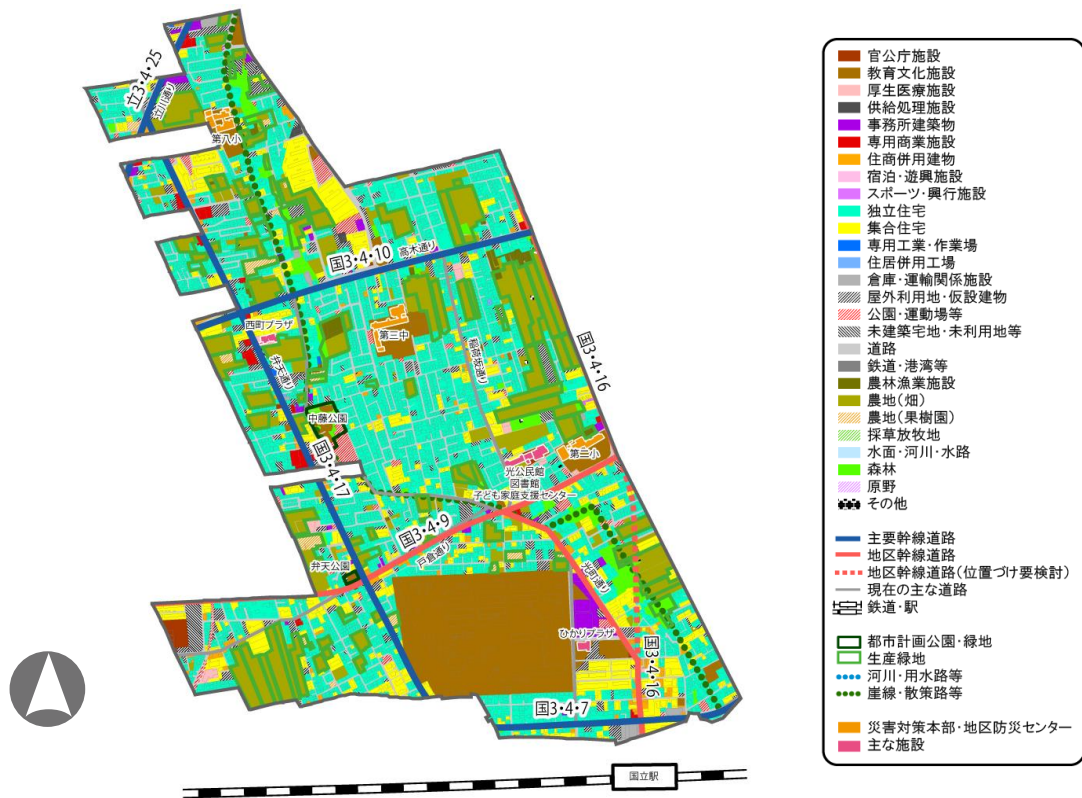 立3・4・25
立川通り
第八小
国3・4・10
高木通り
西町プラザ
第三中
弁天通り
稲荷坂通り
国3・4・16
中藤公園
国3・4・17
第二小
光公民館
図書館
子ども家庭支援センター
国3・4・9
戸倉通り
弁天公園
光町通り
ひかりプラザ
国3・4・16
国3・4・7
国立駅
官公庁施設
教育文化施設
厚生医療施設
供給処理施設
事務所建築物
専用商業施設
住商併用建物
宿泊・遊興施設
スポーツ・興行施設
独立住宅
集合住宅
専用工業・作業場
住居併用工場
倉庫・運輸関係施設
屋外利用地・仮設建物
公園・運動場等
未建築宅地・未利用地等
道路
鉄道・港湾等
農林漁業施設
農地(畑)
農地(果樹園)
採草放牧地
水面・河川・水路
森林
原野
その他
主要幹線道路
地区幹線道路
地区幹線道路(位置づけ要検討)
現在の主な道路
鉄道・駅
都市計画公園・緑地
生産緑地
河川・用水路等
崖線・散策路等
災害対策本部・地区防災センター
主な施設